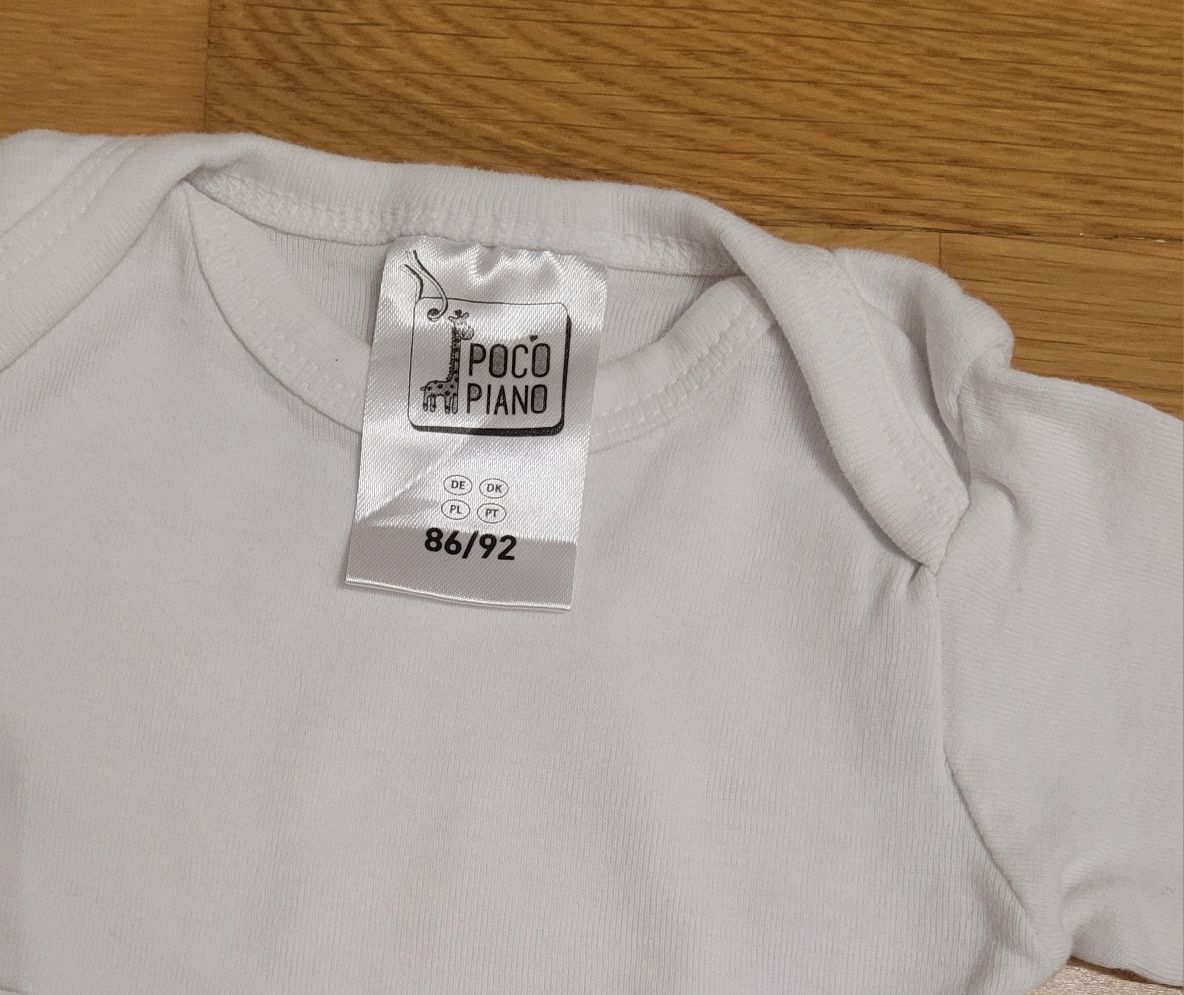 POCO
PIANO
DE DK
PL PT
86/92